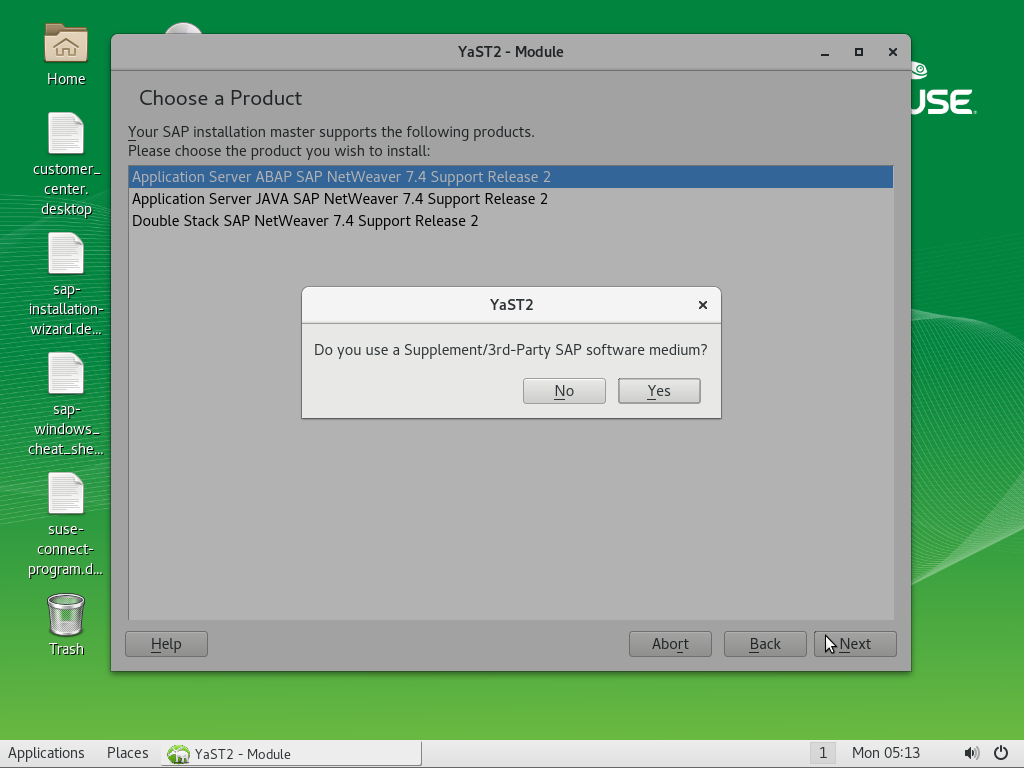 Home
customer_
center.
desktop
sap-
installation-
wizard.de...
sap-
windows_
cheat_she...
suse-
connect-
program.d...
Trash
YaST2 - Module
Choose a Product
Your SAP installation master supports the following products.
Please choose the product you wish to install:
Application Server ABAP SAP NetWeaver 7.4 Support Release 2
Application Server JAVA SAP NetWeaver 7.4 Support Release 2
Double Stack SAP NetWeaver 7.4 Support Release 2
YaST2
Do you use a Supplement/3rd-Party SAP software medium?
No Yes
Help Abort Back Next
USE
Applications Places YaST2 - Module 1 Mon 05:13